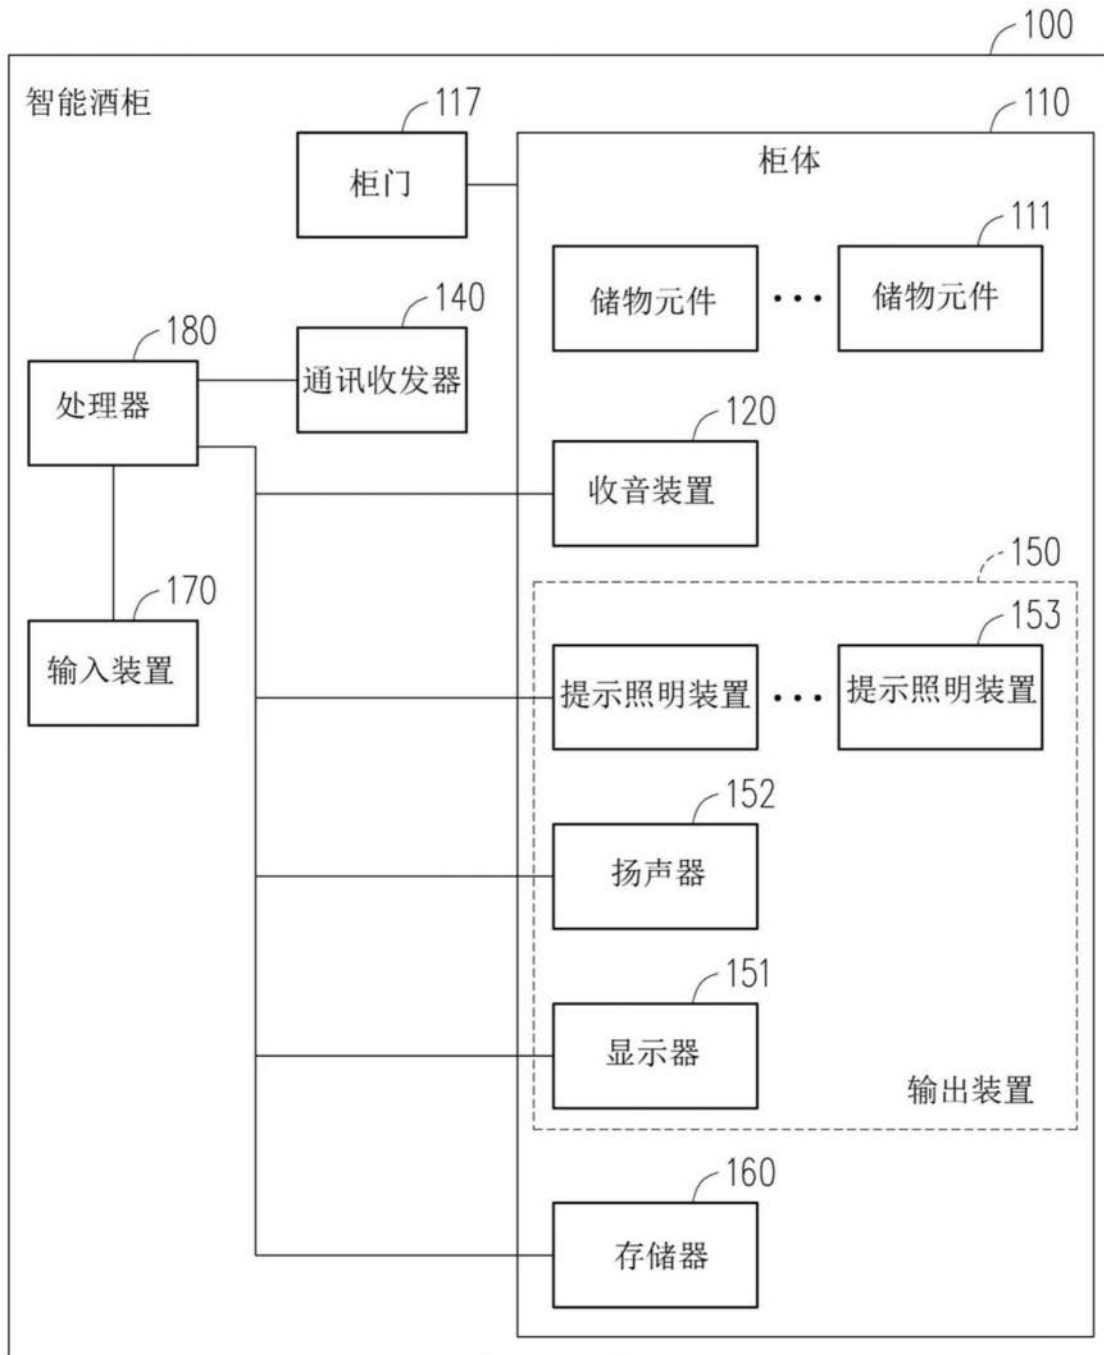 100
智能酒柜
117
110
柜门
柜体
111
储物元件
•••
储物元件
140
180
通讯收发器
处理器
120
收音装置
150
170
153
输入装置
提示照明装置
•••
提示照明装置
152
扬声器
151
显示器
输出装置
160
存储器